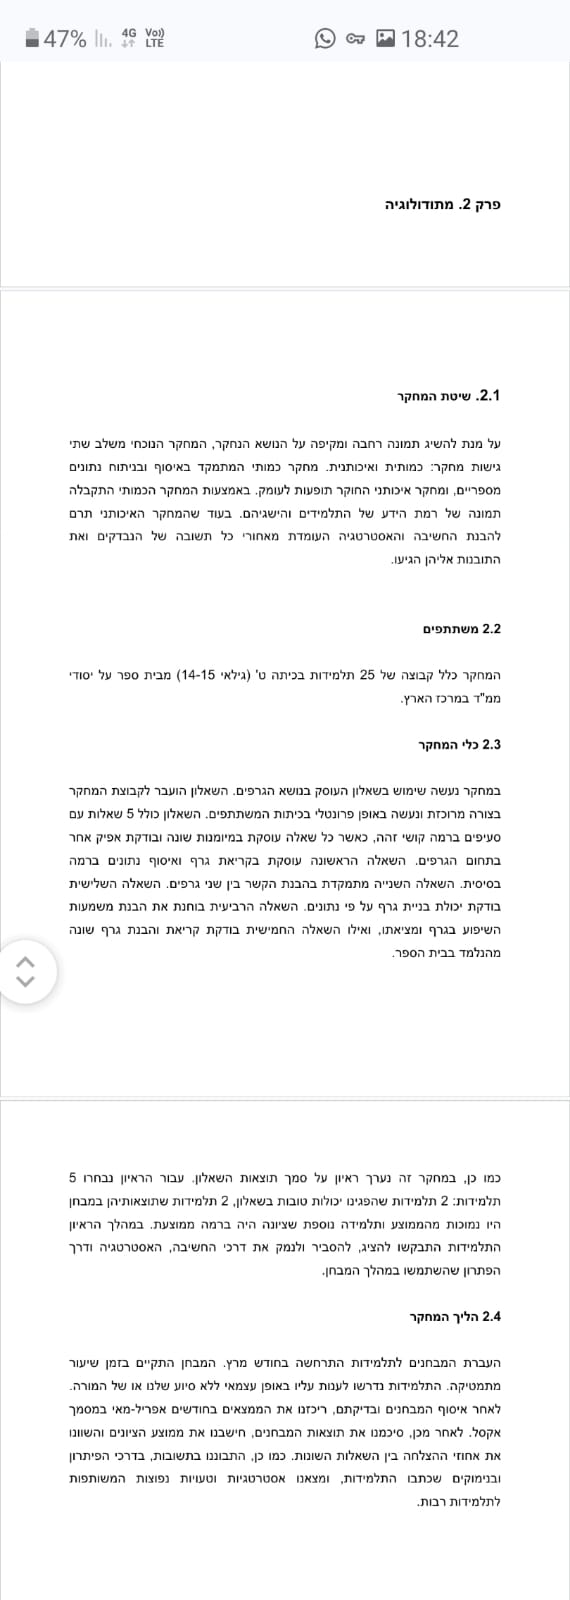 47% 4G Vo)) LTE 18:42
פרק 2. מתודולוגיה
2.1. שיטת המחקר
על מנת להשיג תמונה רחבה ומקיפה על הנושא הנחקר, המחקר הנוכחי משלב שתי
גישות מחקר: כמותית ואיכותנית. מחקר כמותי המתמקד באיסוף ובניתוח נתונים
מספריים, ומחקר איכותני החוקר תופעות לעומק. באמצעות המחקר הכמותי התקבלה
תמונה של רמת הידע של התלמידים והישגיהם. בעוד שהמחקר האיכותני תרם
להבנת החשיבה והאסטרטגיה העומדת מאחורי כל תשובה של הנבדקים ואת
התובנות אליהן הגיעו.
2.2 משתתפים
המחקר כלל קבוצה של 25 תלמידות בכיתה ט' (גילאי 14-15) מבית ספר על יסודי
ממ"ד במרכז הארץ.
2.3 כלי המחקר
במחקר נעשה שימוש בשאלון העוסק בנושא הגרפים. השאלון הועבר לקבוצת המחקר
בצורה מרוכזת ונעשה באופן פרונטלי בכיתות המשתתפים. השאלון כולל 5 שאלות עם
סעיפים ברמה קושי זהה, כאשר כל שאלה עוסקת במיומנות שונה ובודקת אפיק אחר
בתחום הגרפים. השאלה הראשונה עוסקת בקריאת גרף ואיסוף נתונים ברמה
בסיסית. השאלה השנייה מתמקדת בהבנת הקשר בין שני גרפים. השאלה השלישית
בודקת יכולת בניית גרף על פי נתונים. השאלה הרביעית בוחנת את הבנת משמעות
השיפוע בגרף ומציאתו, ואילו השאלה החמישית בודקת קריאת והבנת גרף שונה
מהנלמד בבית הספר.
כמו כן, במחקר זה נערך ראיון על סמך תוצאות השאלון. עבור הראיון נבחרו 5
תלמידות: 2 תלמידות שהפגינו יכולות טובות בשאלון, 2 תלמידות שתוצאותיהן במבחן
היו נמוכות מהממוצע ותלמידה נוספת שציונה היה ברמה ממוצעת. במהלך הראיון
התלמידות התבקשו להציג, להסביר ולנמק את דרכי החשיבה, האסטרטגיה ודרך
הפתרון שהשתמשו במהלך המבחן.
2.4 הליך המחקר
העברת המבחנים לתלמידות התרחשה בחודש מרץ. המבחן התקיים בזמן שיעור
מתמטיקה. התלמידות נדרשו לענות עליו באופן עצמאי ללא סיוע שלנו או של המורה.
לאחר איסוף המבחנים ובדיקתם, ריכזנו את הממצאים בחודשים אפריל-מאי במסמך
אקסל. לאחר מכן, סיכמנו את תוצאות המבחנים, חישבנו את ממוצע הציונים והשוונו
את אחוזי ההצלחה בין השאלות השונות. כמו כן, התבוננו בתשובות, בדרכי הפיתרון
ובנימוקים שכתבו התלמידות, ומצאנו אסטרטגיות וטעויות נפוצות המשותפות
לתלמידות רבות.